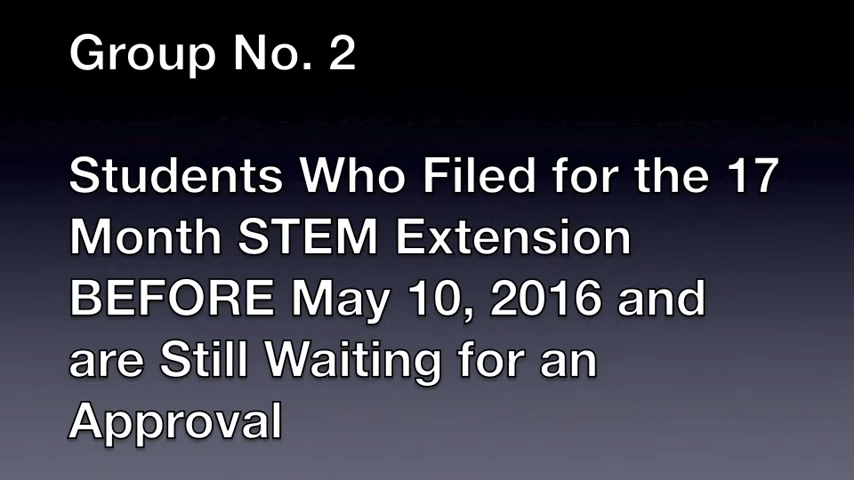 Group No. 2
Students Who Filed for the 17
Month STEM Extension
BEFORE May 10, 2016 and
are Still Waiting for an
Approval